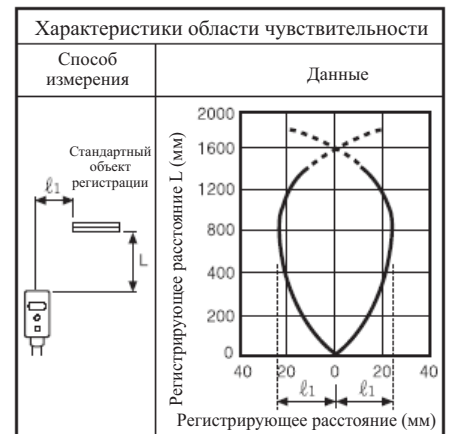 Характеристики области чувствительности
Способ
измерения
Данные
Стандартный
объект
регистрации
ℓ1
L
Регистрирующее расстояние L (мм)
2000
1600
1200
800
400
200
0
40
20
0
20
40
ℓ1
ℓ1
Регистрирующее расстояние (мм)